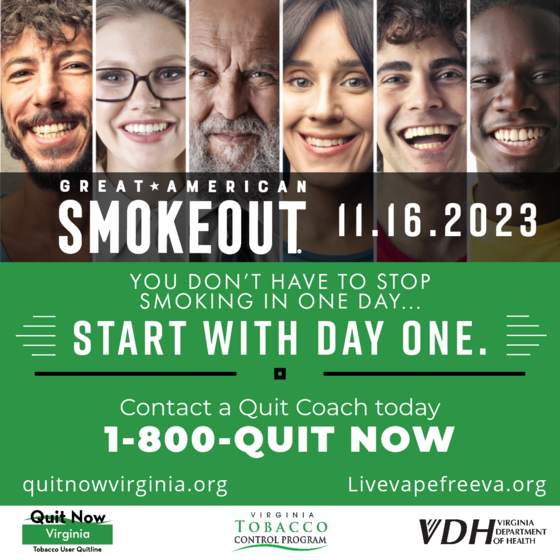 GREAT★AMERICAN
SMOKEOUT®
11.16.2023
YOU DON'T HAVE TO STOP
SMOKING IN ONE DAY...
START WITH DAY ONE.
Contact a Quit Coach today
1-800-QUIT NOW
quitnowvirginia.org
Livevapefreeva.org
Quit Now
Virginia
Tobacco User Quitline
VIRGINIA
TOBACCO
CONTROL PROGRAM
VDH VIRGINIA
DEPARTMENT
OF HEALTH